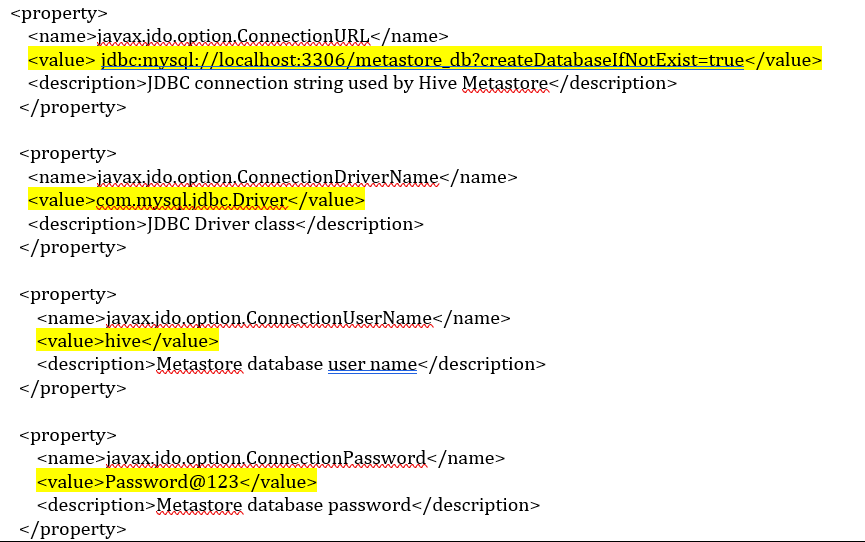 <property>
<name>javax.jdo.option.ConnectionURL</name>
<value> jdbc:mysql://localhost:3306/metastore_db?createDatabaseIfNotExist=true</value>
<description>JDBC connection string used by Hive Metastore</description>
</property>
<property>
<name>javax.jdo.option.ConnectionDriverName</name>
<value>com.mysql.jdbc.Driver</value>
<description>JDBC Driver class</description>
</property>
<property>
<name>javax.jdo.option.ConnectionUserName</name>
<value>hive</value>
<description>Metastore database user name</description>
</property>
<property>
<name>javax.jdo.option.ConnectionPassword</name>
<value>Password@123</value>
<description>Metastore database password</description>
</property>